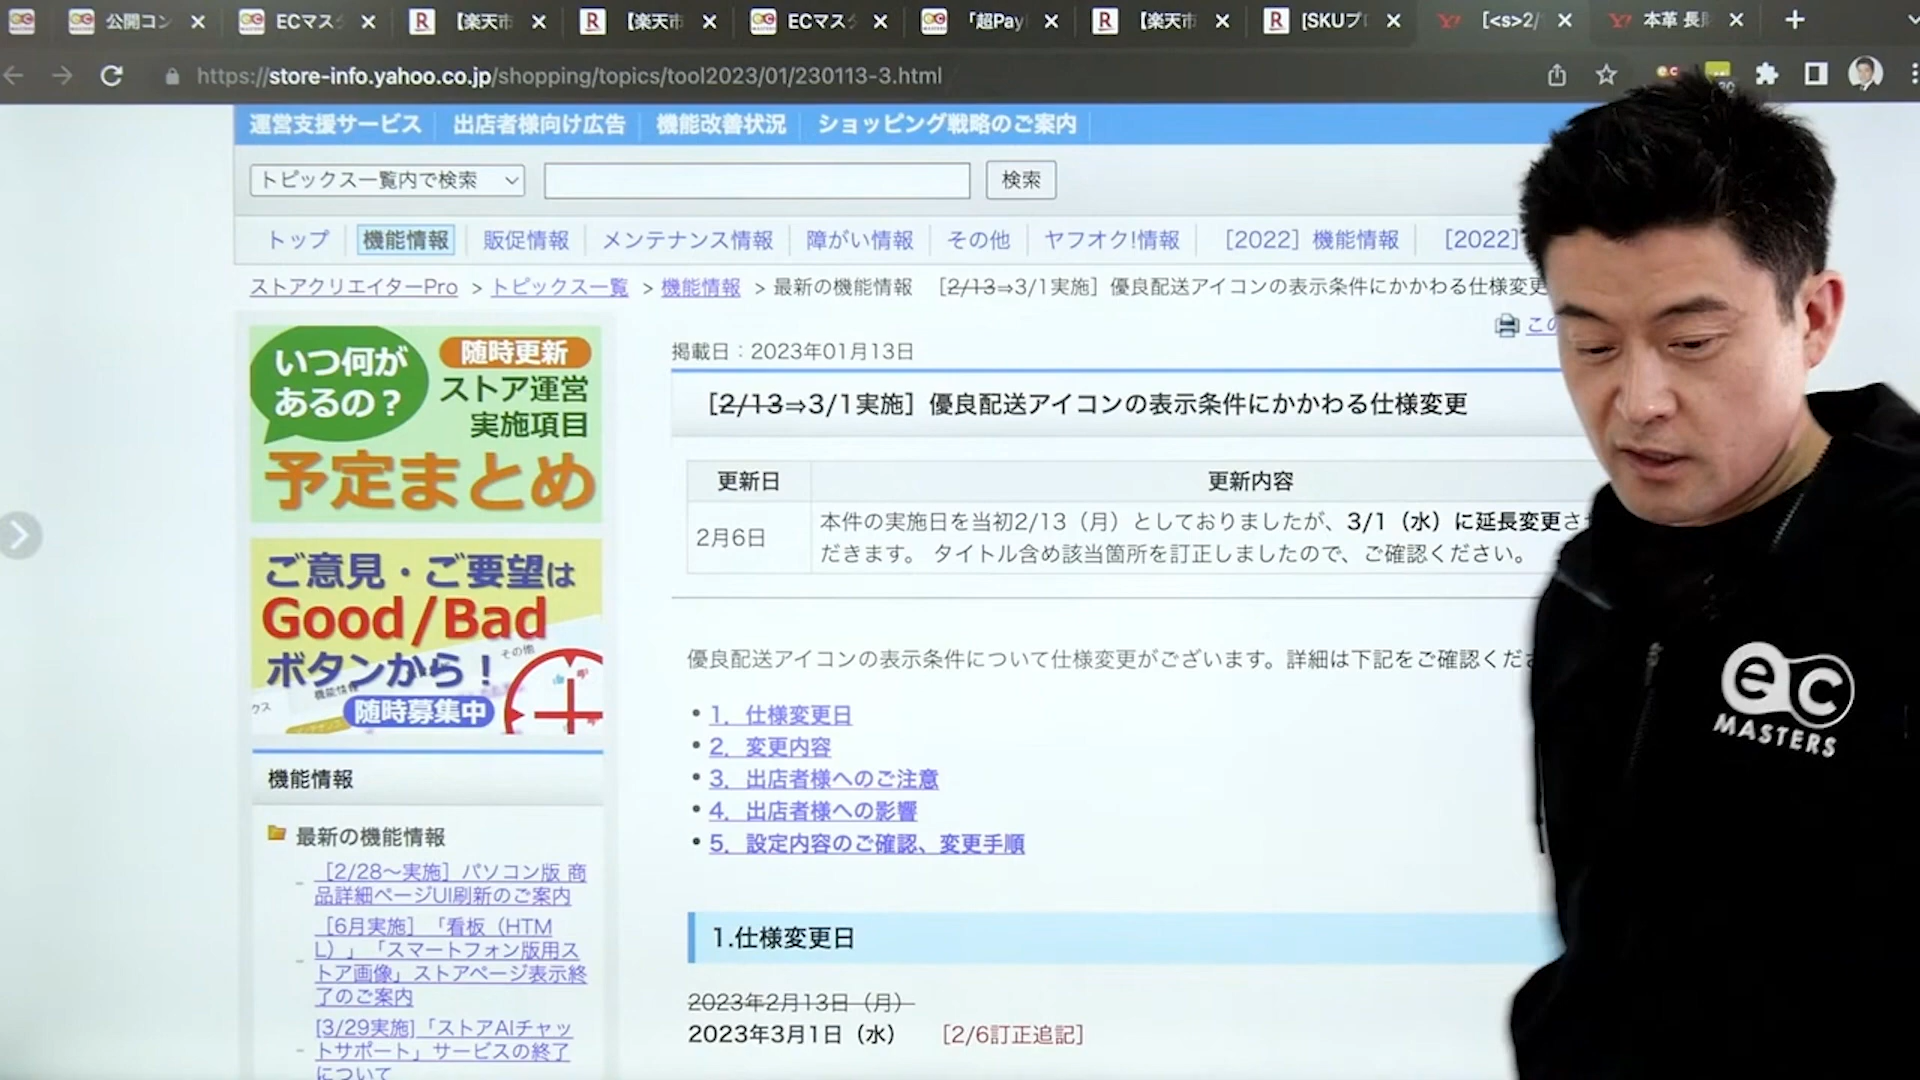 公開コン
ECマスタ
【楽天市
【楽天市
ECマスタ
「超Pay
【楽天市
[SKUプロ
[<s>2/
本革 長
https://store-info.yahoo.co.jp/shopping/topics/tool2023/01/230113-3.html
運営支援サービス
出店者様向け広告
機能改善状況
ショッピング戦略のご案内
トピックス一覧内で検索
検索
トップ
機能情報
販促情報
メンテナンス情報
障がい情報
その他
ヤフオク!情報
[2022] 機能情報
[2022]
ストアクリエイターPro > トピックス一覧 > 機能情報 > 最新の機能情報 [2/13⇒3/1実施] 優良配送アイコンの表示条件にかかわる仕様変更
この
掲載日：2023年01月13日
[2/13⇒3/1実施] 優良配送アイコンの表示条件にかかわる仕様変更
更新日
更新内容
2月6日
本件の実施日を当初2/13（月）としておりましたが、3/1（水）に延長変更させ
だきます。 タイトル含め該当箇所を訂正しましたので、ご確認ください。
優良配送アイコンの表示条件について仕様変更がございます。詳細は下記をご確認くださ
• 1．仕様変更日
• 2．変更内容
• 3．出店者様へのご注意
• 4．出店者様への影響
• 5．設定内容のご確認、変更手順
1.仕様変更日
2023年2月13日（月）
2023年3月1日（水） [2/6訂正追記]
いつ何が
あるの？
随時更新
ストア運営
実施項目
予定まとめ
ご意見・ご要望は
Good/Bad
ボタンから！
その他
機能情報
クス
随時募集中
機能情報
最新の機能情報
[2/28～実施] パソコン版 商
品詳細ページUI刷新のご案内
[6月実施] 「看板（HTM
L）」「スマートフォン版用ス
トア画像」ストアページ表示終
了のご案内
[3/29実施]「ストアAIチャッ
トサポート」サービスの終了
について
ec
MASTERS